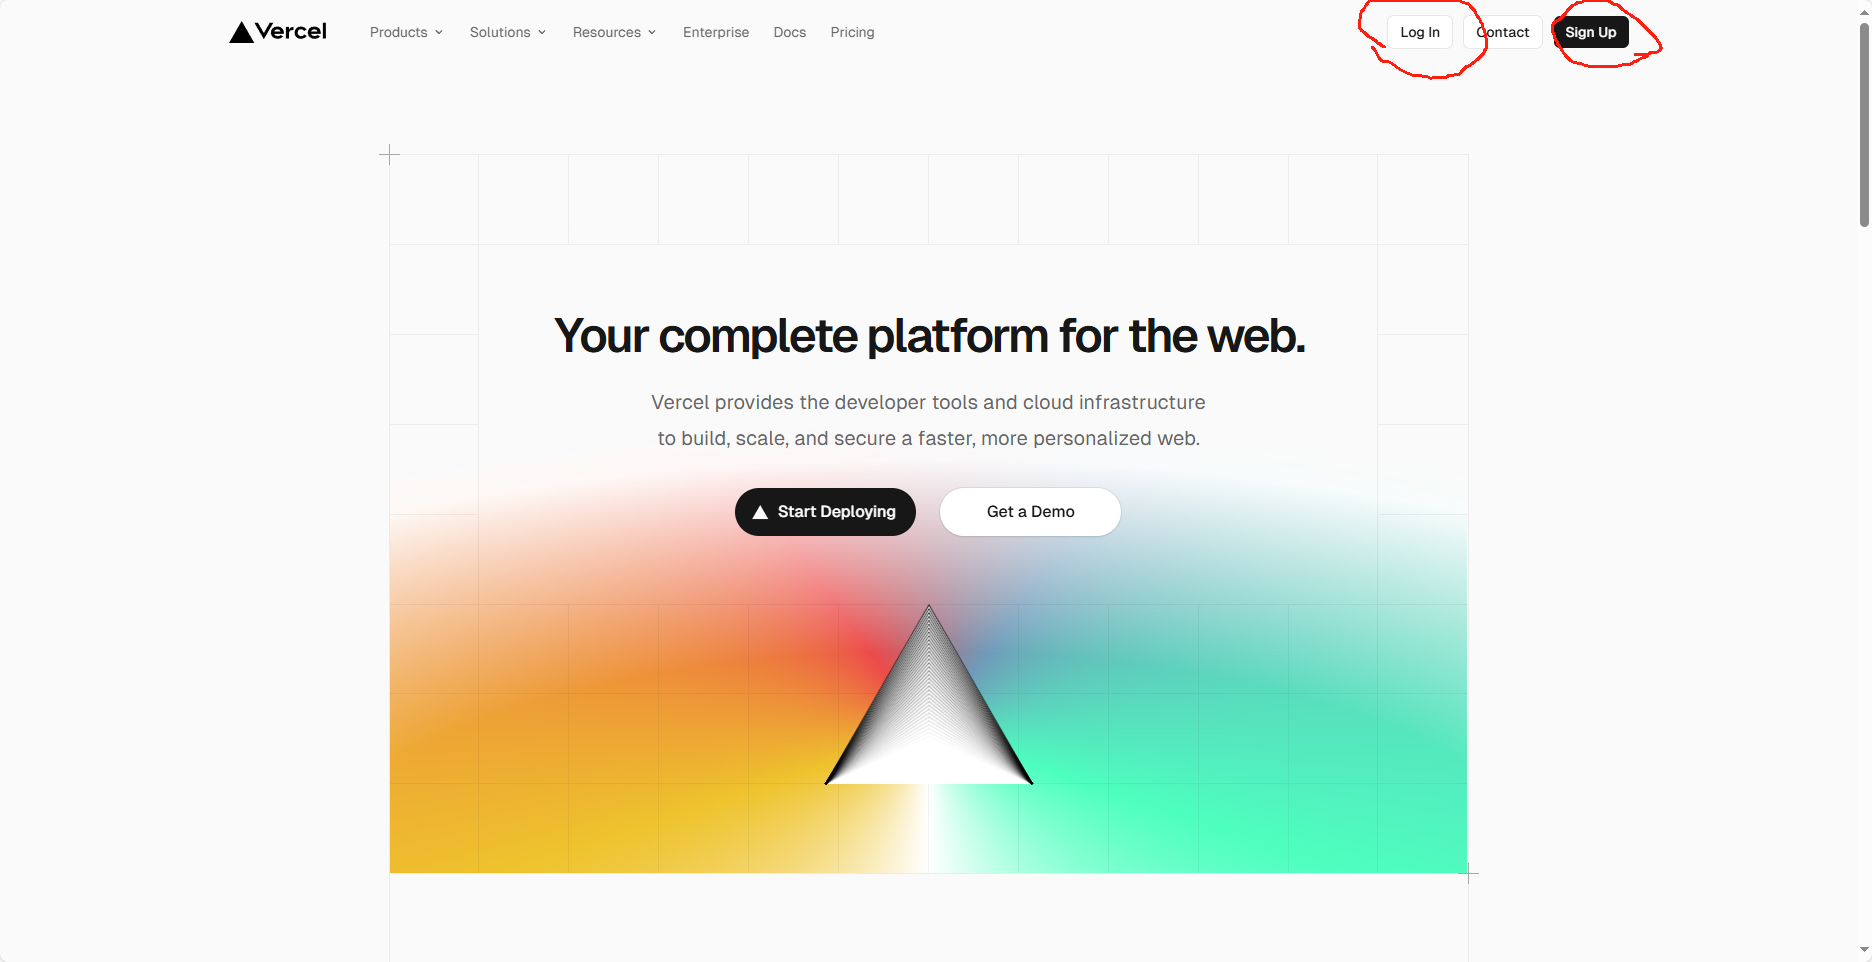 Vercel Products Solutions Resources Enterprise Docs Pricing Log In Contact Sign Up
Your complete platform for the web.
Vercel provides the developer tools and cloud infrastructure
to build, scale, and secure a faster, more personalized web.
Start Deploying Get a Demo